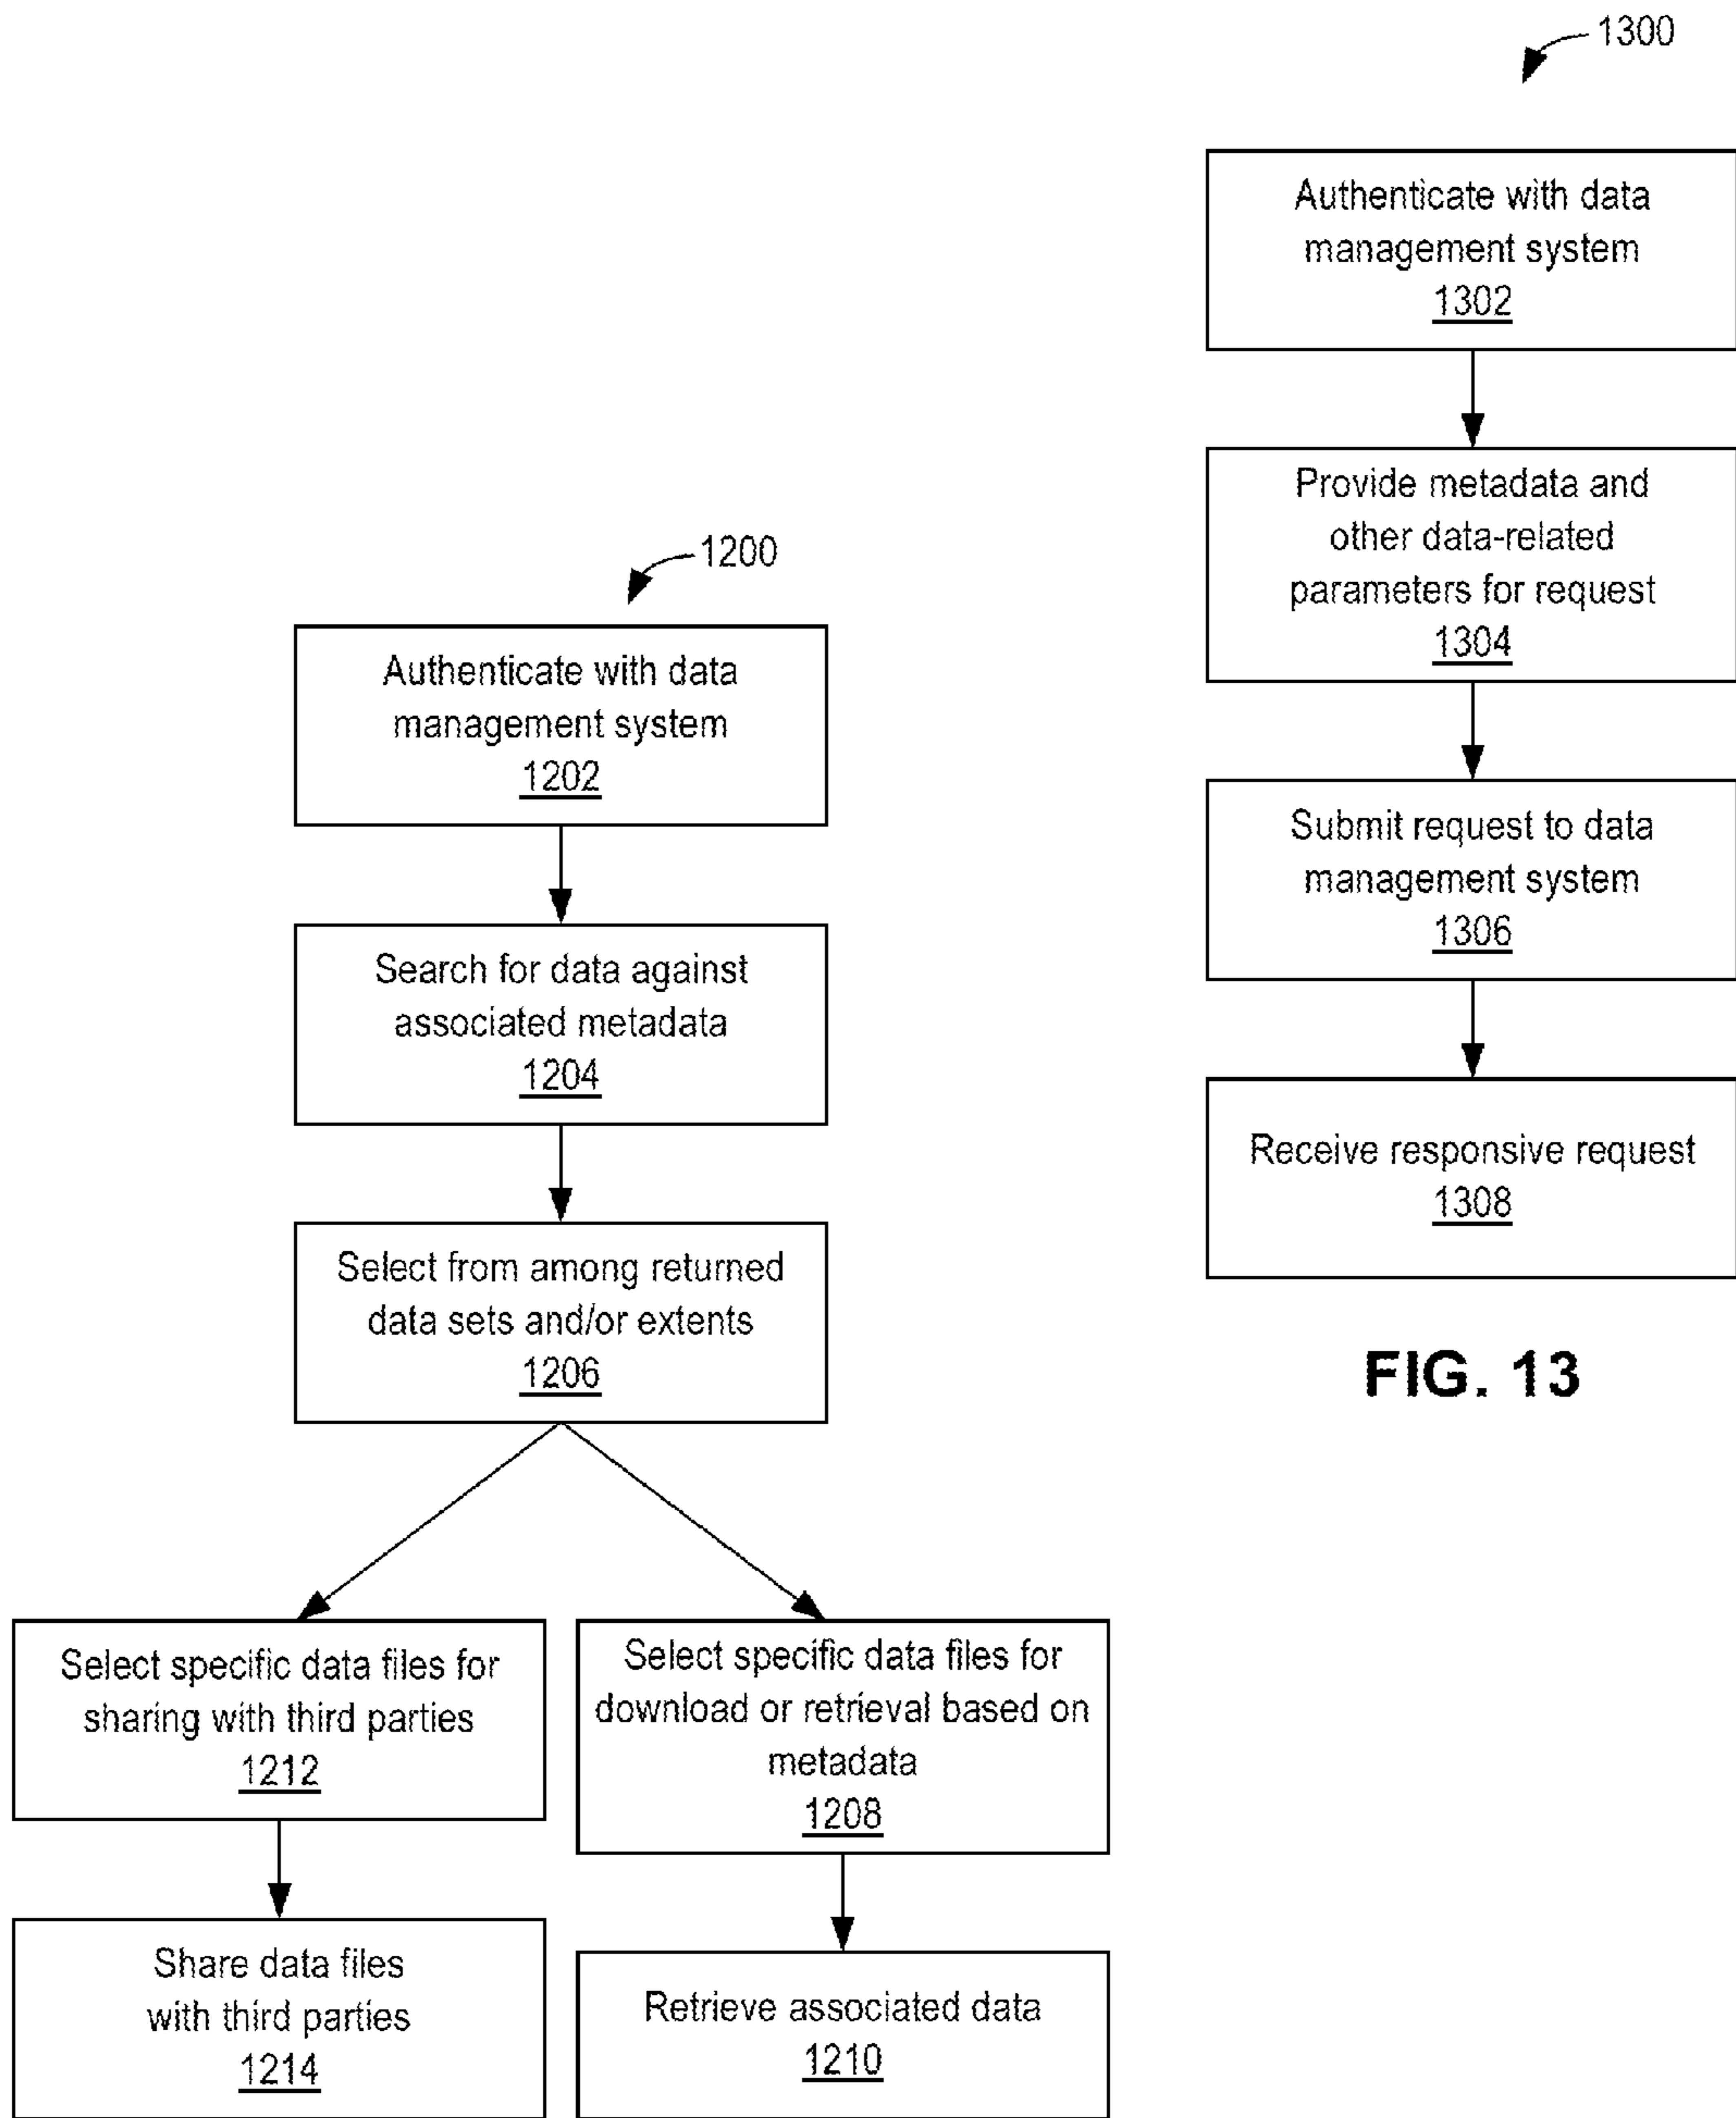 1200
Authenticate with data
management system
1202
Search for data against
associated metadata
1204
Select from among returned
data sets and/or extents
1206
Select specific data files for
sharing with third parties
1212
Share data files
with third parties
1214
Select specific data files for
download or retrieval based on
metadata
1208
Retrieve associated data
1210
1300
Authenticate with data
management system
1302
Provide metadata and
other data-related
parameters for request
1304
Submit request to data
management system
1306
Receive responsive request
1308
FIG. 13